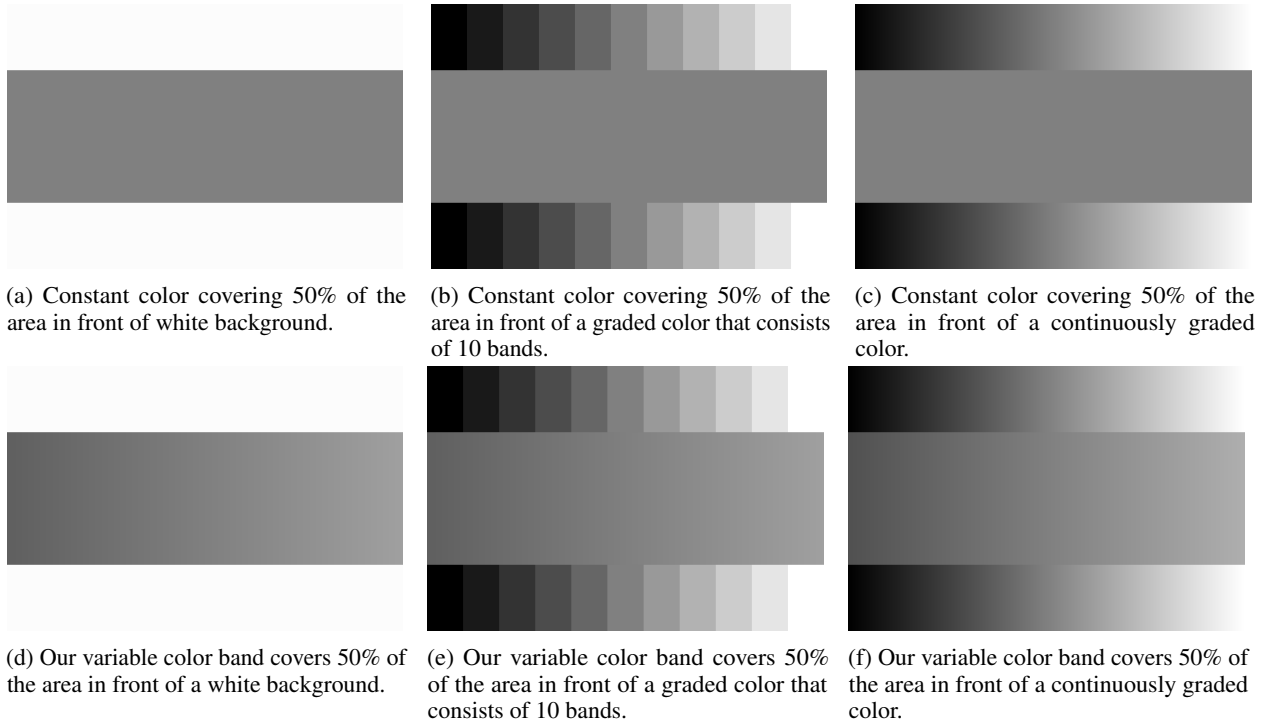 (a) Constant color covering 50% of the
area in front of white background.
(b) Constant color covering 50% of the
area in front of a graded color that consists
of 10 bands.
(c) Constant color covering 50% of the
area in front of a continuously graded
color.
(d) Our variable color band covers 50% of
the area in front of a white background.
(e) Our variable color band covers 50%
of the area in front of a graded color that
consists of 10 bands.
(f) Our variable color band covers 50% of
the area in front of a continuously graded
color.